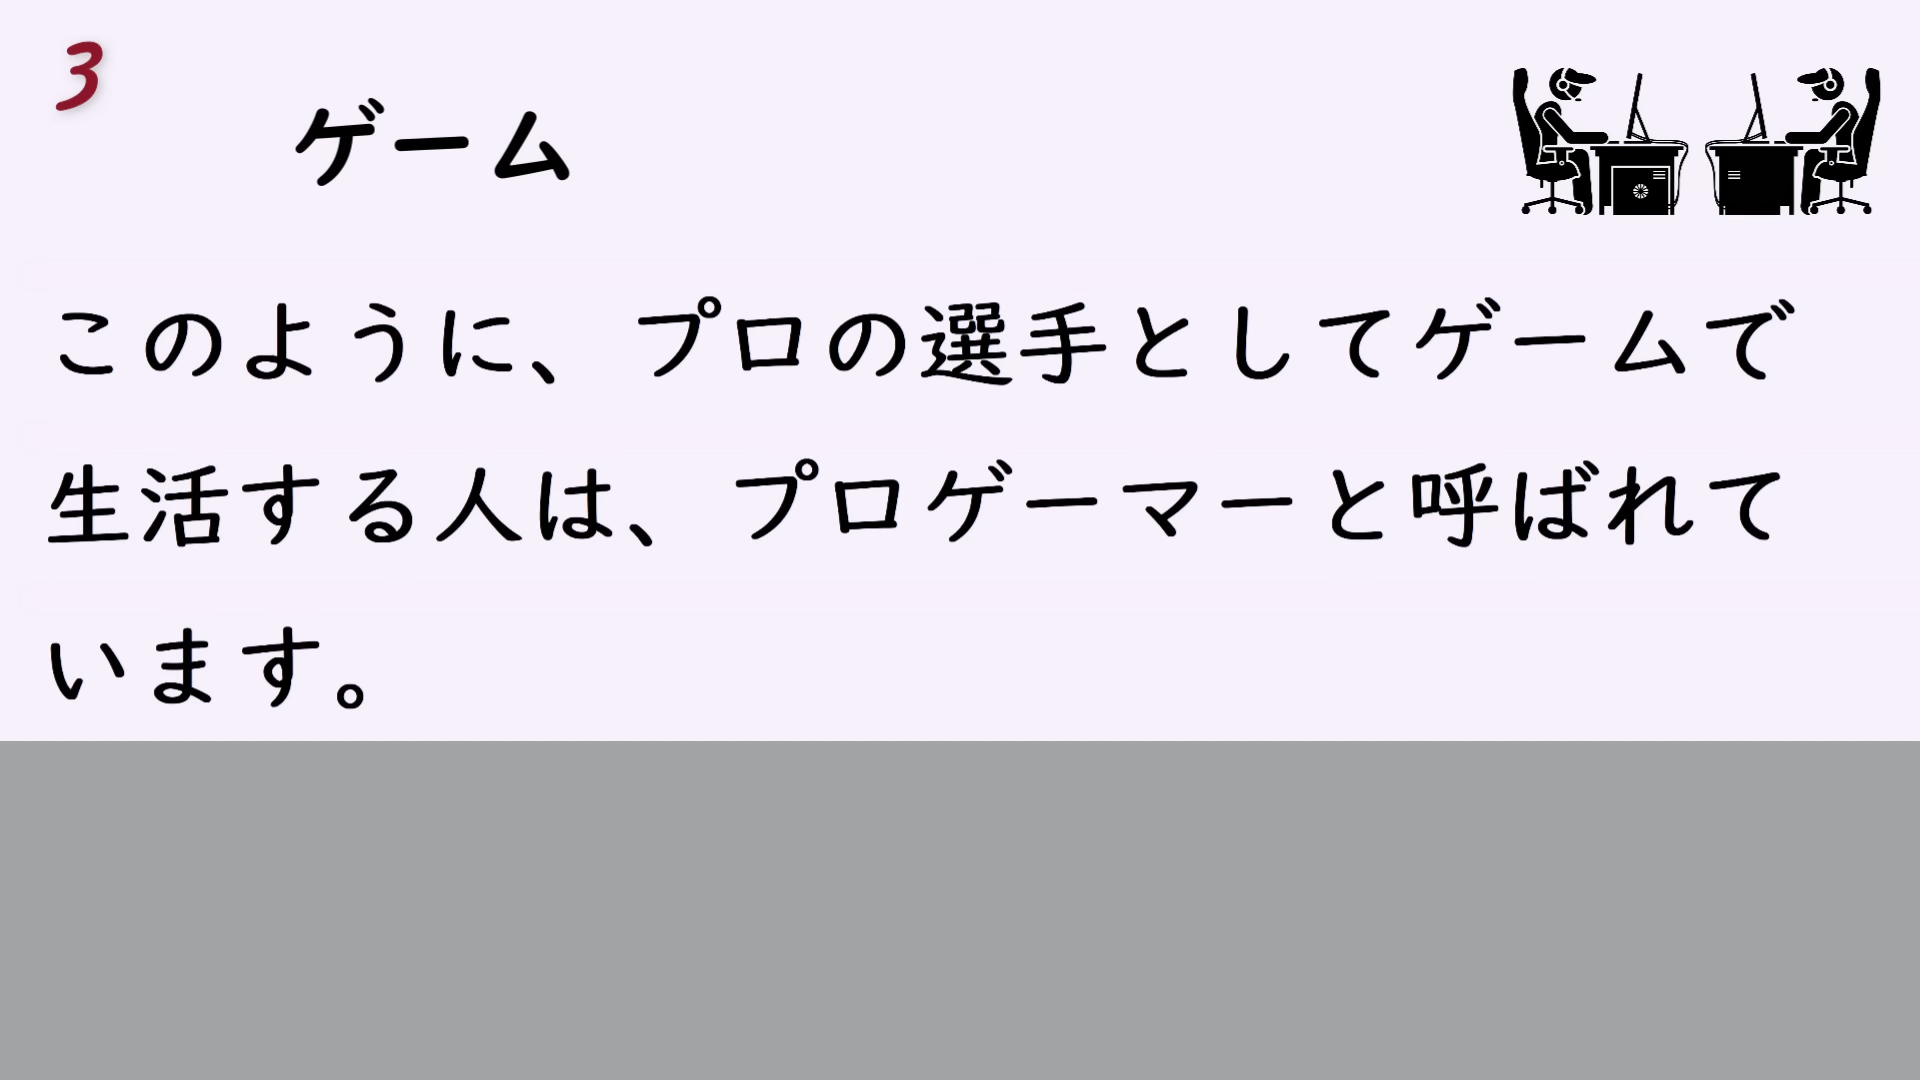 3
ゲーム
このように、プロの選手としてゲームで
生活する人は、プロゲーマーと呼ばれて
います。